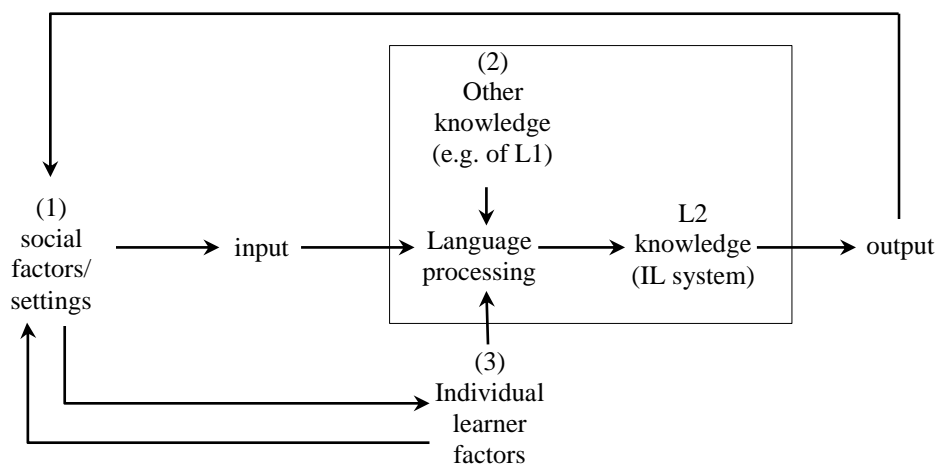 (2)
Other
knowledge
(e.g. of L1)
(1)
social
factors/
settings
input
Language
processing
L2
knowledge
(IL system)
output
(3)
Individual
learner
factors